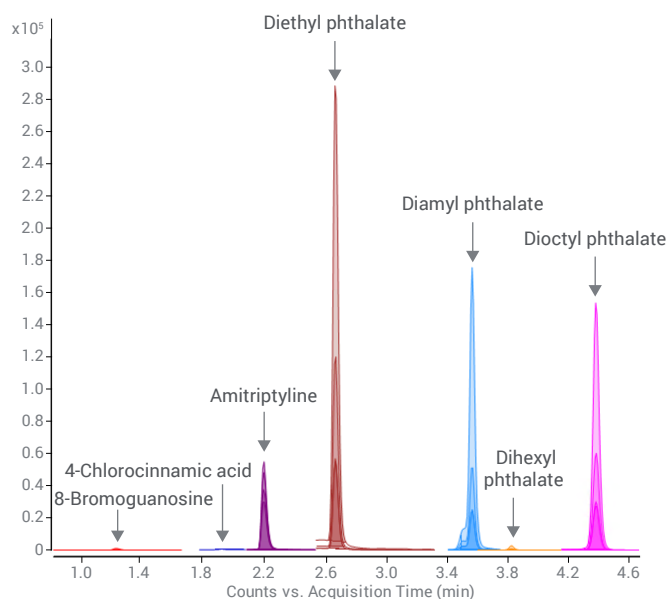 Diethyl phthalate
x10⁵
3.0
2.8
2.6
2.4
2.2
2.0
1.8
1.6
1.4
1.2
1.0
0.8
0.6
0.4
0.2
0
Diamyl phthalate
Dioctyl phthalate
Amitriptyline
Dihexyl
phthalate
4-Chlorocinnamic acid
8-Bromoguanosine
1.0 1.4 1.8 2.2 2.6 3.0 3.4 3.8 4.2 4.6
Counts vs. Acquisition Time (min)